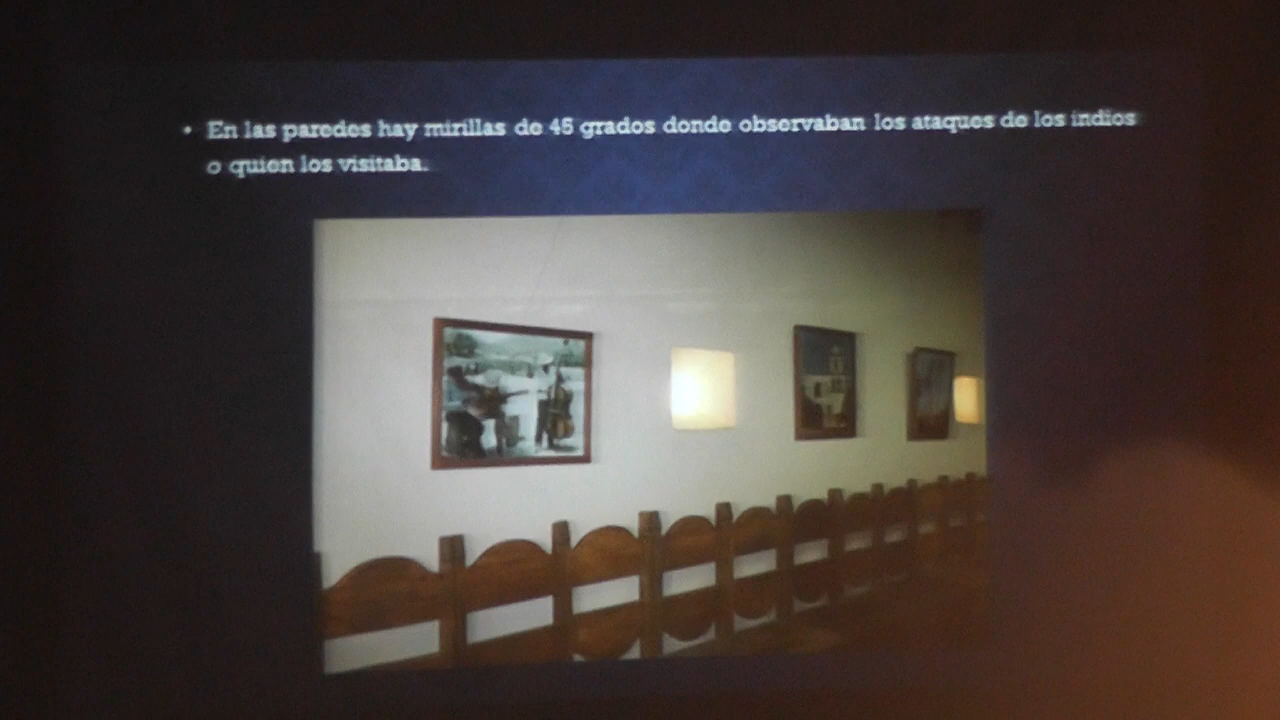 • En las paredes hay mirillas de 45 grados donde observaban los ataques de los indios
o quien los visitaba.